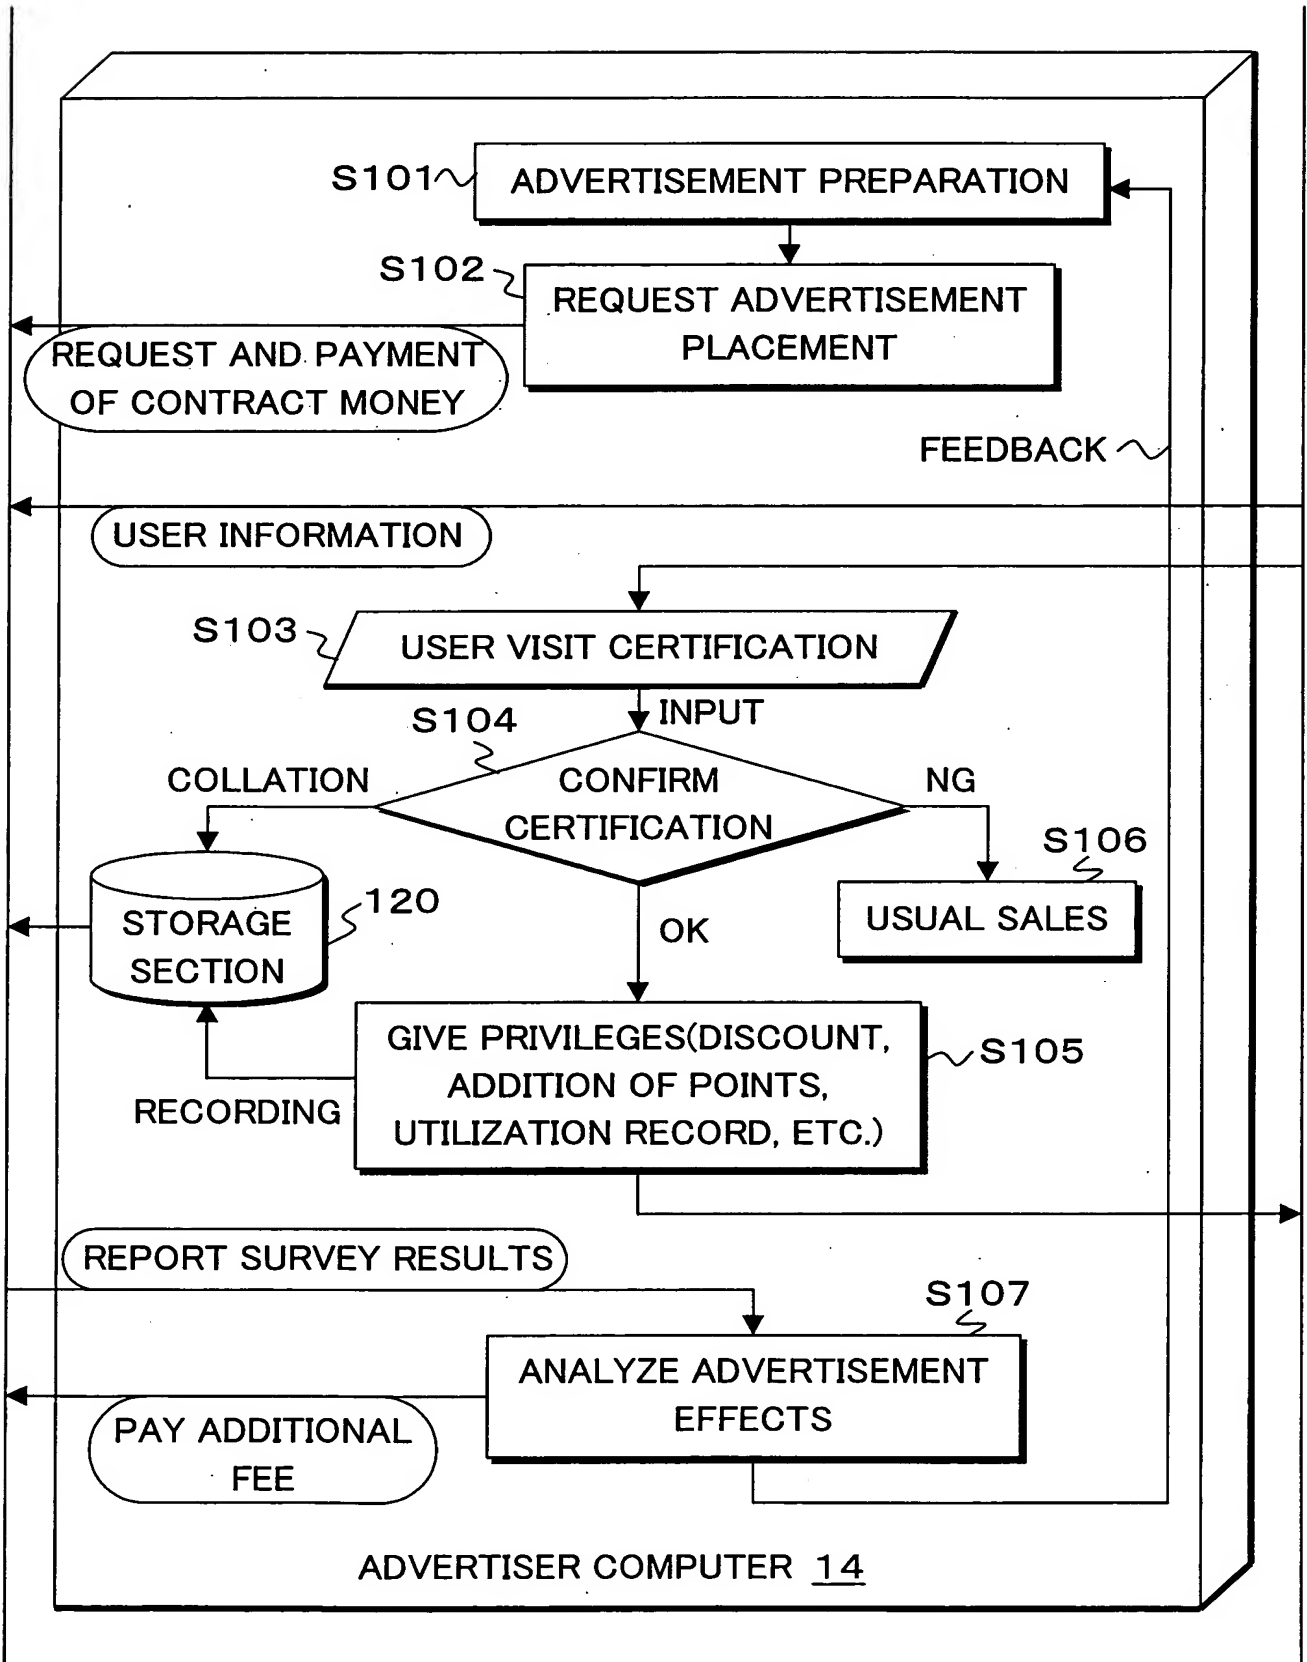 S101
ADVERTISEMENT PREPARATION
S102
REQUEST ADVERTISEMENT
PLACEMENT
REQUEST AND PAYMENT
OF CONTRACT MONEY
FEEDBACK
USER INFORMATION
S103
USER VISIT CERTIFICATION
INPUT
S104
COLLATION
CONFIRM
CERTIFICATION
NG
S106
USUAL SALES
STORAGE
SECTION
120
OK
GIVE PRIVILEGES(DISCOUNT,
ADDITION OF POINTS,
UTILIZATION RECORD, ETC.)
S105
RECORDING
REPORT SURVEY RESULTS
S107
ANALYZE ADVERTISEMENT
EFFECTS
PAY ADDITIONAL
FEE
ADVERTISER COMPUTER 14